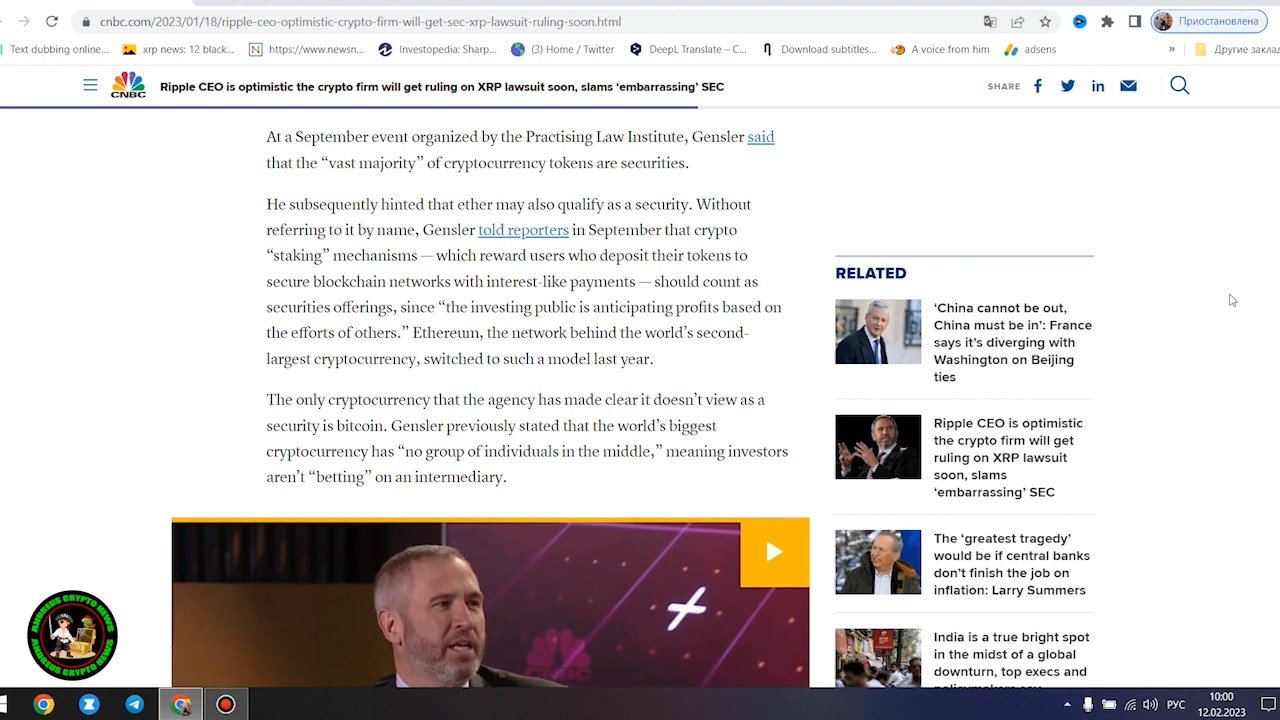 cnbc.com/2023/01/18/ripple-ceo-optimistic-crypto-firm-will-get-sec-xrp-lawsuit-ruling-soon.html
Приостановлена
Text dubbing online...
xrp news: 12 black...
https://www.newsn...
Investopedia: Sharp...
(3) Home / Twitter
DeepL Translate – C...
Download subtitles...
A voice from him
adsens
»
Другие закла
CNBC
Ripple CEO is optimistic the crypto firm will get ruling on XRP lawsuit soon, slams ‘embarrassing’ SEC
SHARE
At a September event organized by the Practising Law Institute, Gensler said
that the “vast majority” of cryptocurrency tokens are securities.
He subsequently hinted that ether may also qualify as a security. Without
referring to it by name, Gensler told reporters in September that crypto
“staking” mechanisms — which reward users who deposit their tokens to
secure blockchain networks with interest-like payments — should count as
securities offerings, since “the investing public is anticipating profits based on
the efforts of others.” Ethereum, the network behind the world’s second-
largest cryptocurrency, switched to such a model last year.
The only cryptocurrency that the agency has made clear it doesn’t view as a
security is bitcoin. Gensler previously stated that the world’s biggest
cryptocurrency has “no group of individuals in the middle,” meaning investors
aren’t “betting” on an intermediary.
RELATED
‘China cannot be out,
China must be in’: France
says it’s diverging with
Washington on Beijing
ties
Ripple CEO is optimistic
the crypto firm will get
ruling on XRP lawsuit
soon, slams
‘embarrassing’ SEC
The ‘greatest tragedy’
would be if central banks
don’t finish the job on
inflation: Larry Summers
India is a true bright spot
in the midst of a global
downturn, top execs and
policymakers say
ANDREUS CRYPTO NEWS
ANDREUS CRYPTO NEWS
РУС
10:00
12.02.2023